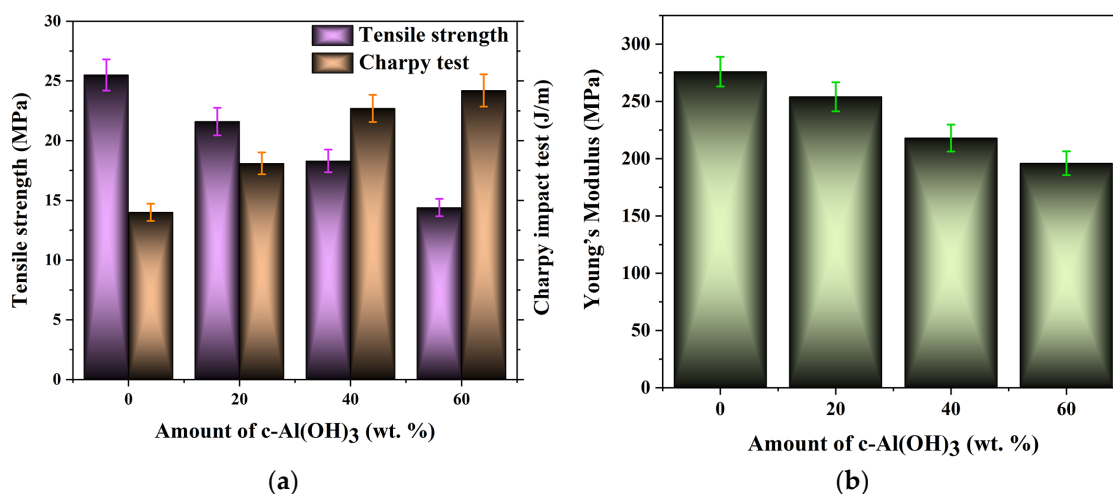 Tensile strength
Charpy test
Tensile strength (MPa)
30
25
20
15
10
5
0
0 20 40 60
Amount of c-Al(OH)3 (wt. %)
Charpy impact test (J/m)
(a)
Young's Modulus (MPa)
300
250
200
150
100
50
0
0 20 40 60
Amount of c-Al(OH)3 (wt. %)
(b)